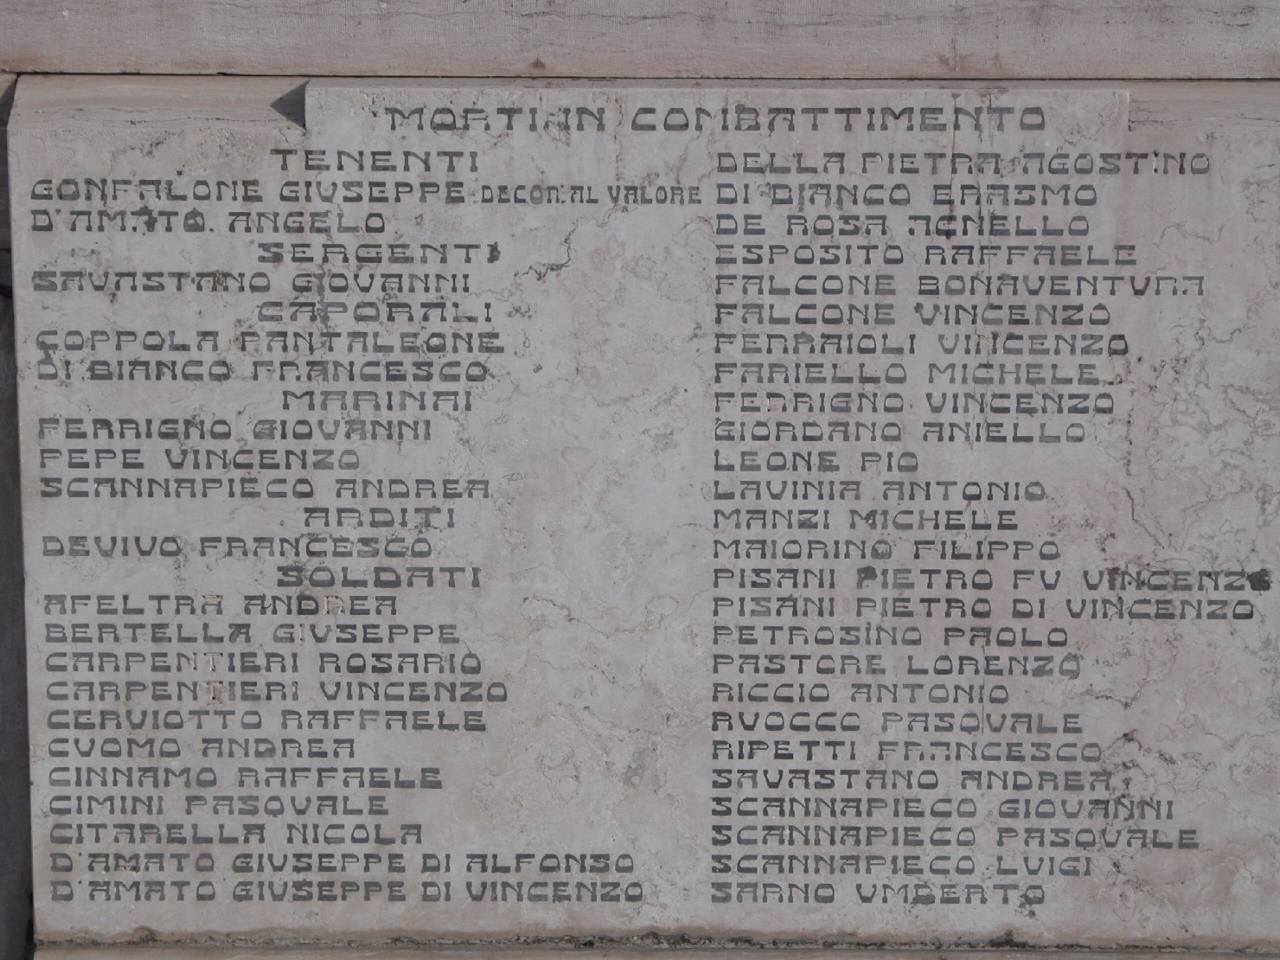 MORTI IN COMBATTIMENTO
TENENTI
GONFALONE GIUSEPPE DECOR. AL VALORE
D'AMATO ANGELO
SERGENTI
SAVASTANO GIOVANNI
CAPORALI
COPPOLA PANTALEONE
DI BIANCO FRANCESCO
MARINAI
FERRIGNO GIOVANNI
PEPE VINCENZO
SCANNAPIECO ANDREA
ARDITI
DEVIVO FRANCESCO
SOLDATI
AFELTRA ANDREA
BERTELLA GIUSEPPE
CARPENTIERI ROSARIO
CARPENTIERI VINCENZO
CERVIOTTO RAFFAELE
CUOMO ANDREA
CINNAMO RAFFAELE
CIMINI PASQUALE
CITARELLA NICOLA
D'AMATO GIUSEPPE DI ALFONSO
D'AMATO GIUSEPPE DI VINCENZO
DELLA PIETRA AGOSTINO
DI BIANCO ERASMO
DE ROSA AGNELLO
ESPOSITO RAFFAELE
FALCONE BONAVENTURA
FALCONE VINCENZO
FERRAIOLI VINCENZO
FARIELLO MICHELE
FERRIGNO VINCENZO
GIORDANO ANIELLO
LEONE PIO
LAVINIA ANTONIO
MANZI MICHELE
MAIORINO FILIPPO
PISANI PIETRO FU VINCENZO
PISANI PIETRO DI VINCENZO
PETROSINO PAOLO
PASTORE LORENZO
RICCIO ANTONIO
RUOCCO PASQUALE
RIPETTI FRANCESCO
SAVASTANO ANDREA
SCANNAPIECO GIOVANNI
SCANNAPIECO PASQUALE
SCANNAPIECO LUIGI
SARNO UMBERTO